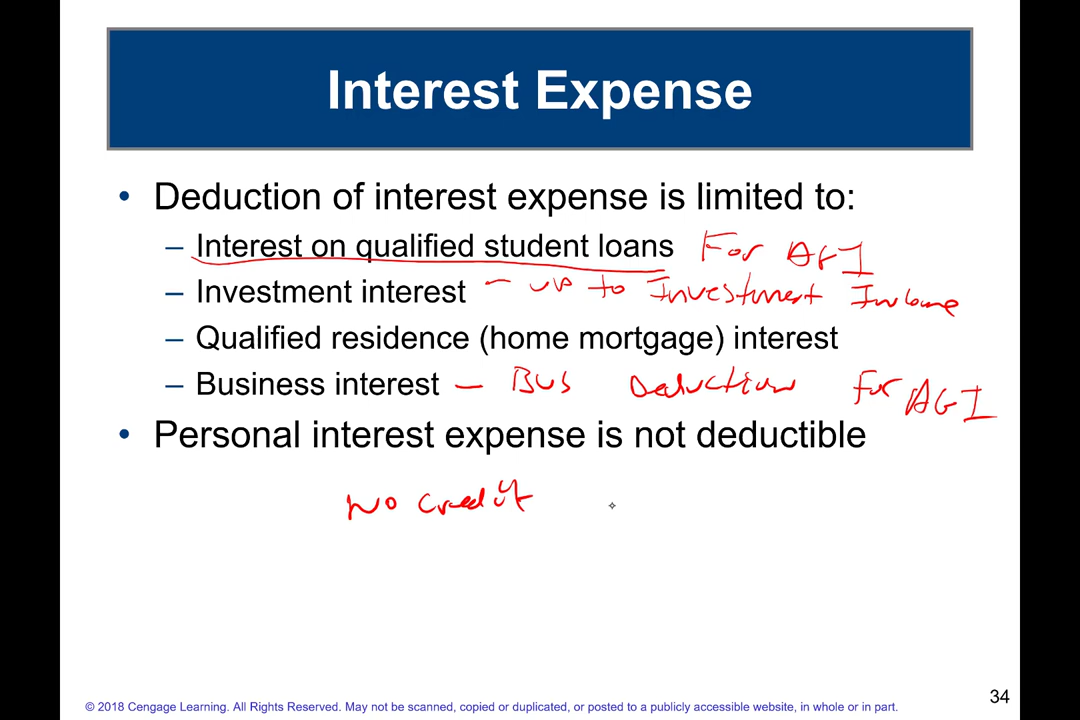 Interest Expense
• Deduction of interest expense is limited to:
– Interest on qualified student loans For AGI
– Investment interest – up to Investment Income
– Qualified residence (home mortgage) interest
– Business interest – Bus Deduction For AGI
• Personal interest expense is not deductible
No credit
34
© 2018 Cengage Learning. All Rights Reserved. May not be scanned, copied or duplicated, or posted to a publicly accessible website, in whole or in part.